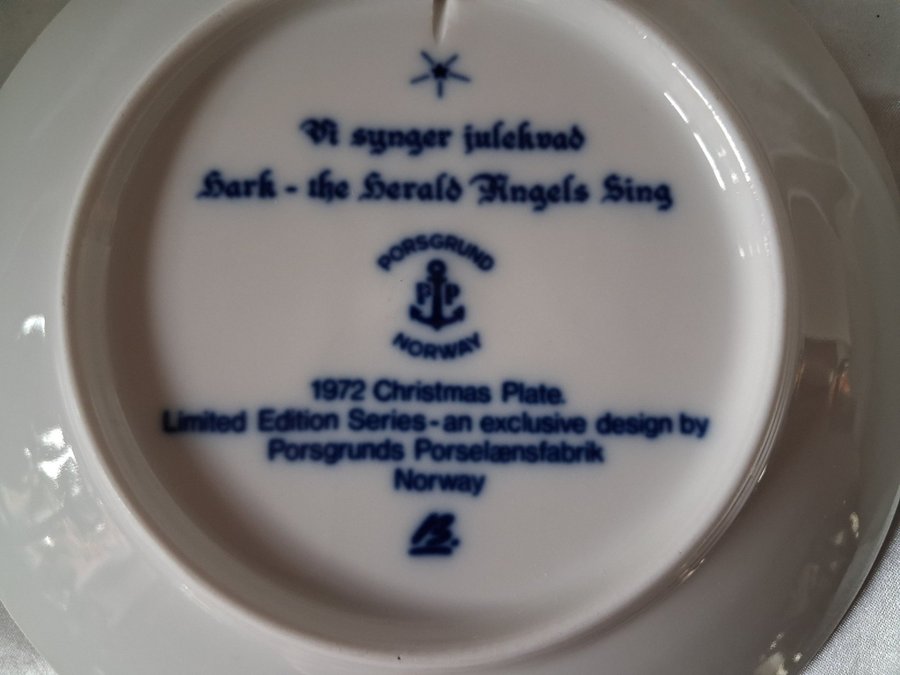 Vi synger julekvad
Hark - the Herald Angels Sing
PORSGRUND
PP
NORWAY
1972 Christmas Plate.
Limited Edition Series - an exclusive design by
Porsgrunds Porselænsfabrik
Norway